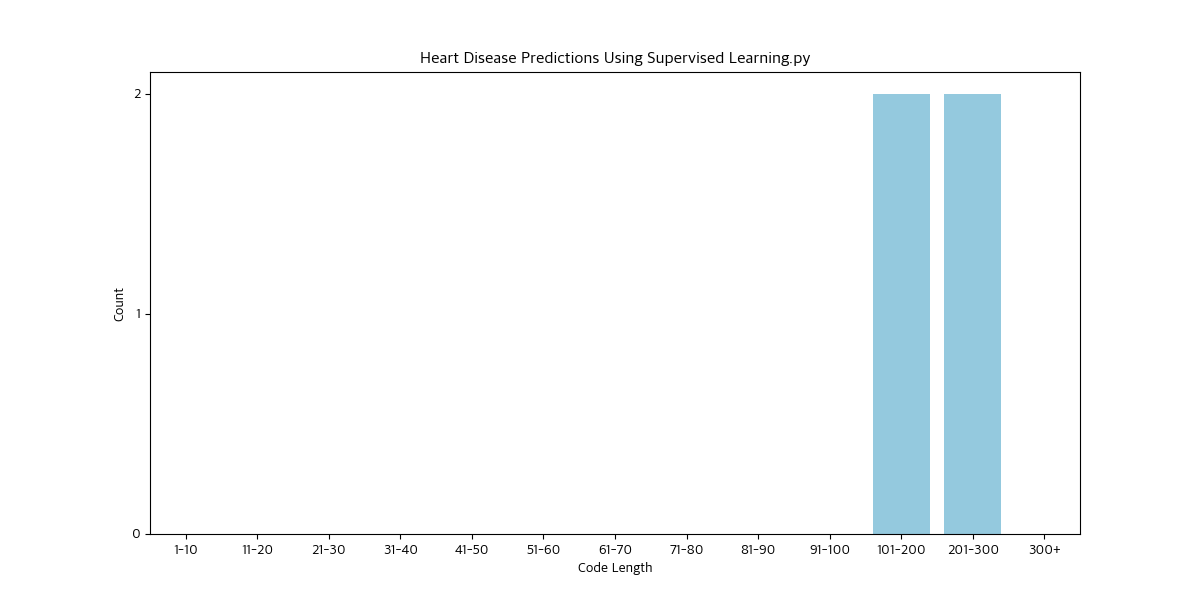 Heart Disease Predictions Using Supervised Learning.py
2
1
0
Count
1-10 11-20 21-30 31-40 41-50 51-60 61-70 71-80 81-90 91-100 101-200 201-300 300+
Code Length